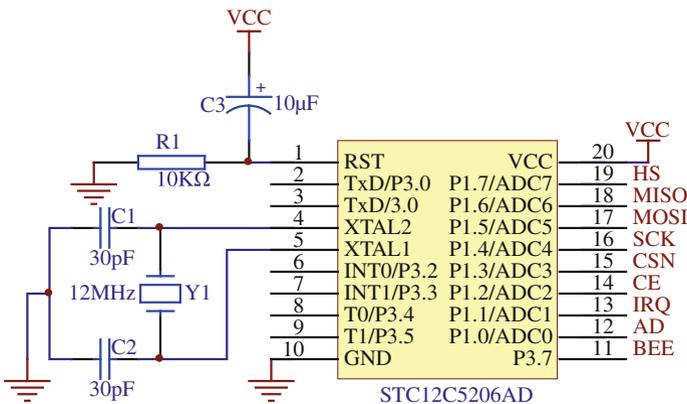 VCC
+
C3
10μF
R1
10KΩ
1
RST
2
TxD/P3.0
3
TxD/3.0
4
XTAL2
5
XTAL1
6
INT0/P3.2
7
INT1/P3.3
8
T0/P3.4
9
T1/P3.5
10
GND
VCC
VCC
20
P1.7/ADC7
19
HS
P1.6/ADC6
18
MISO
P1.5/ADC5
17
MOSI
P1.4/ADC4
16
SCK
P1.3/ADC3
15
CSN
P1.2/ADC2
14
CE
P1.1/ADC1
13
IRQ
P1.0/ADC0
12
AD
P3.7
11
BEE
C1
30pF
12MHz
Y1
C2
30pF
STC12C5206AD